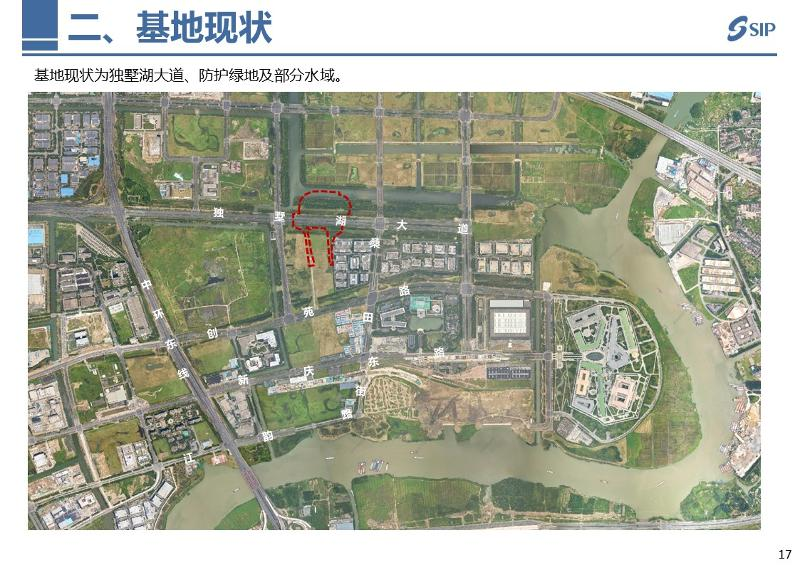 二、基地现状
SIP
基地现状为独墅湖大道、防护绿地及部分水域。
独墅湖大道
中环东线
创苑路
新庆路
桑田街
韵
江
东
耀
17